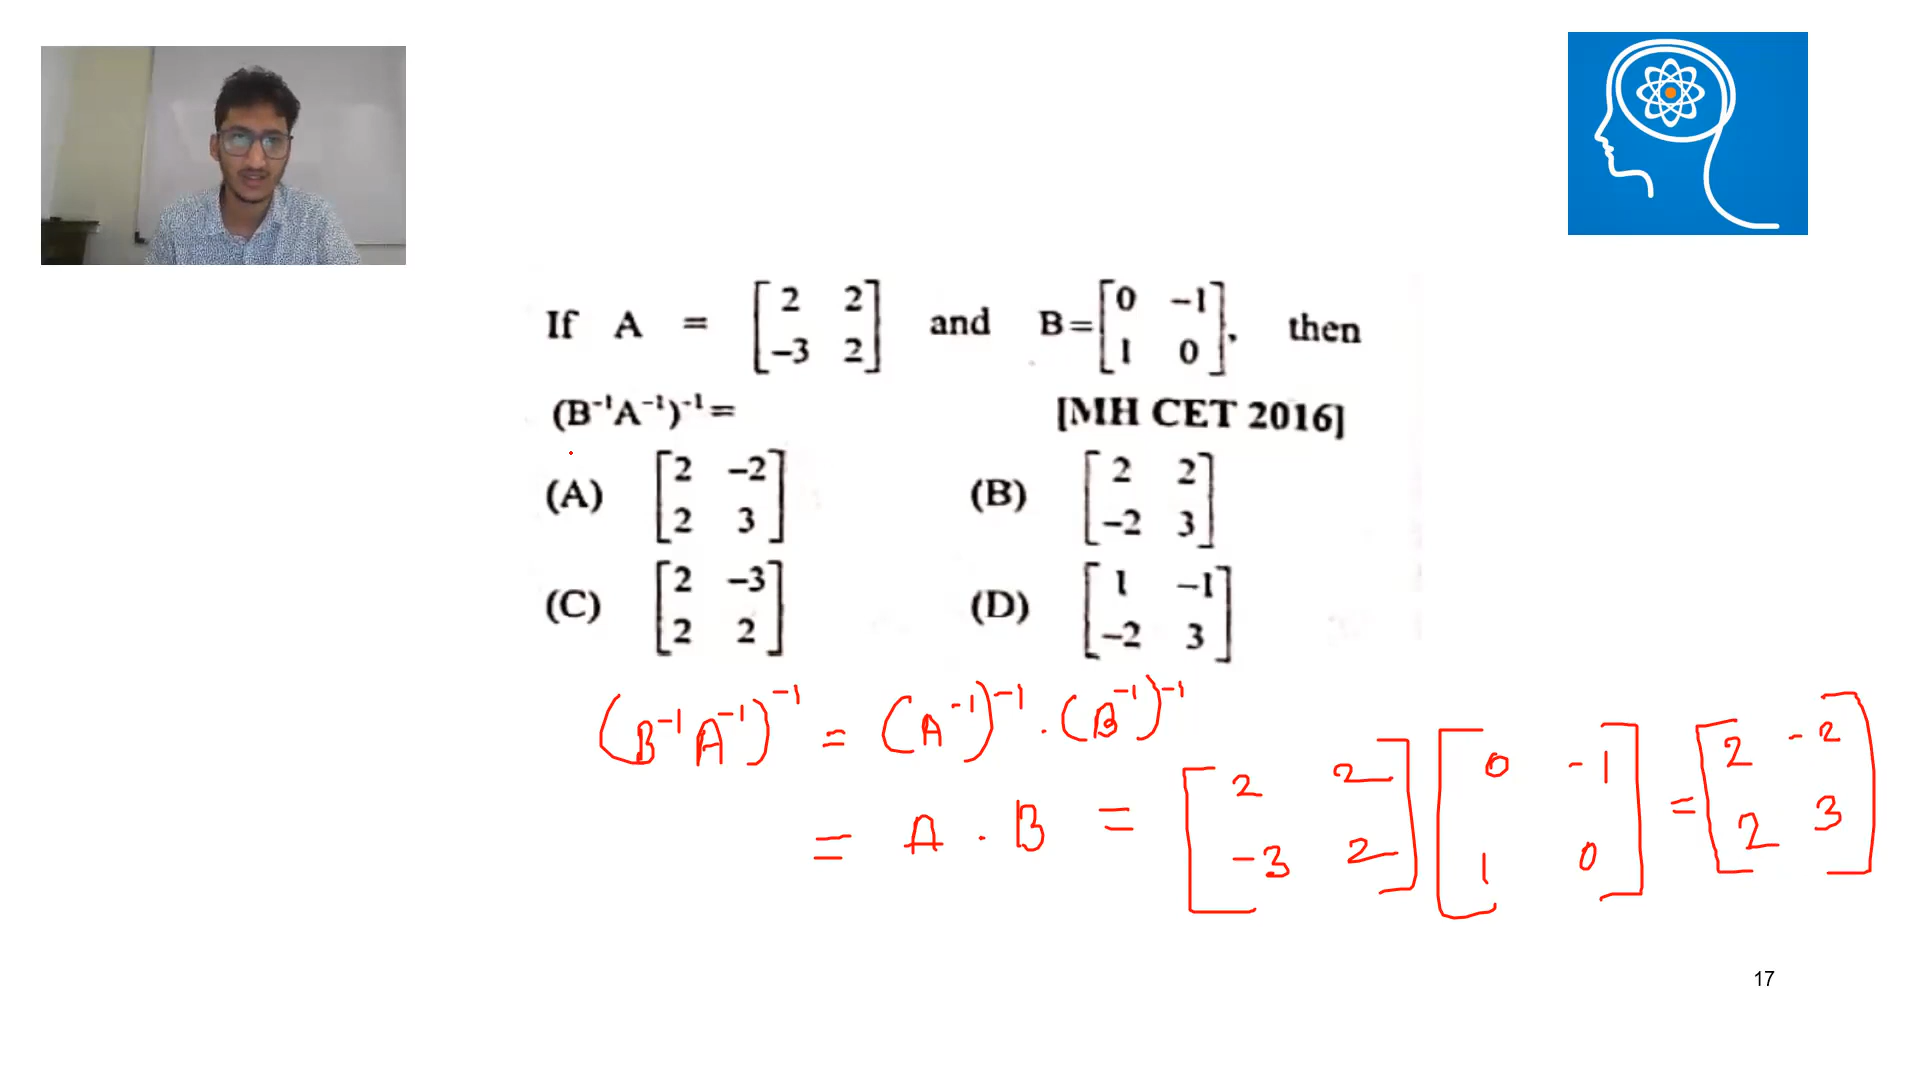 If A = [2 2 -3 2] and B=[0 -1 1 0], then
(B⁻¹A⁻¹)⁻¹= [MH CET 2016]
(A) [2 -2 2 3] (B) [2 2 -2 3]
(C) [2 -3 2 2] (D) [1 -1 -2 3]
(B⁻¹A⁻¹)⁻¹ = (A⁻¹)⁻¹ · (B⁻¹)⁻¹
= A · B = [2 2 -3 2] [0 -1 1 0] = [2 -2 2 3]
17